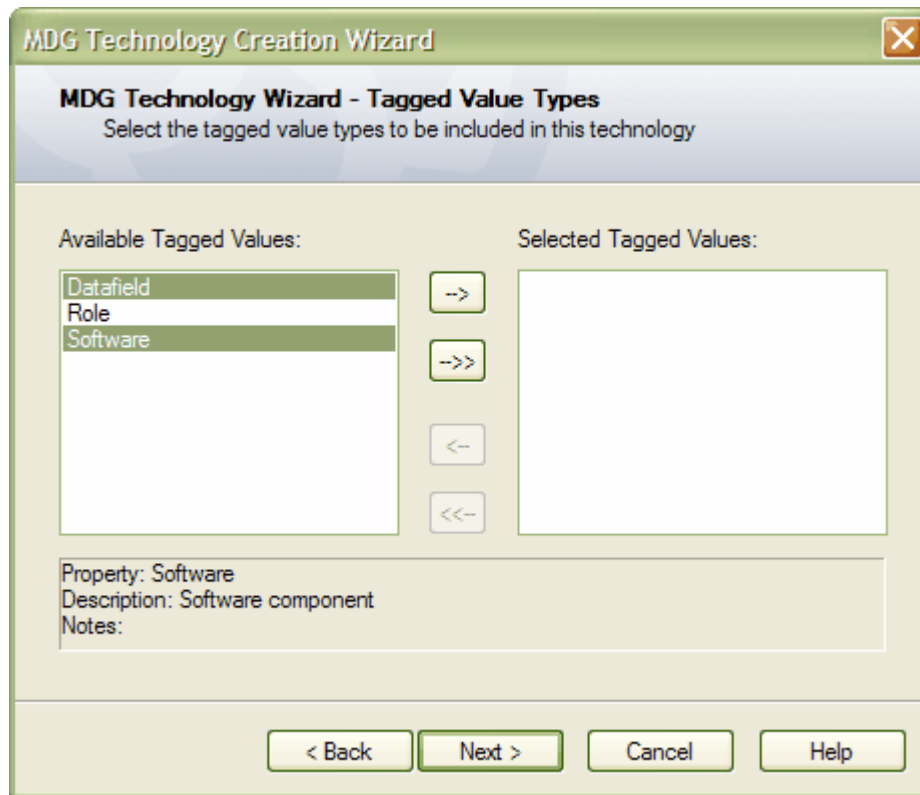 MDG Technology Creation Wizard
MDG Technology Wizard - Tagged Value Types
Select the tagged value types to be included in this technology
Available Tagged Values:
Selected Tagged Values:
Datafield
Role
Software
-->
-->>
<--
<<--
Property: Software
Description: Software component
Notes:
< Back
Next >
Cancel
Help